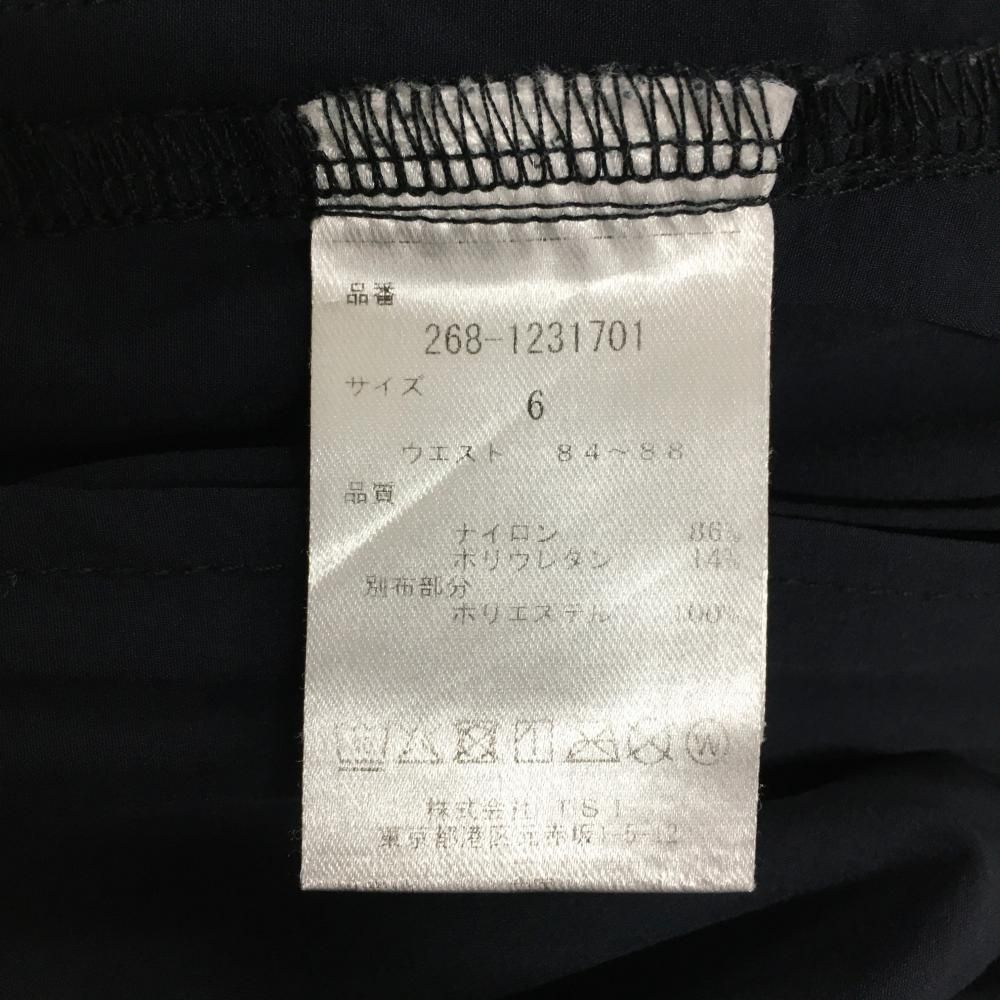 品番
268-1231701
サイズ
6
ウエスト 84～88
品質
ナイロン 86%
ポリウレタン 14%
別布部分
ポリエステル 100%
W
株式会社 TSI
東京都港区元赤坂1-5-12